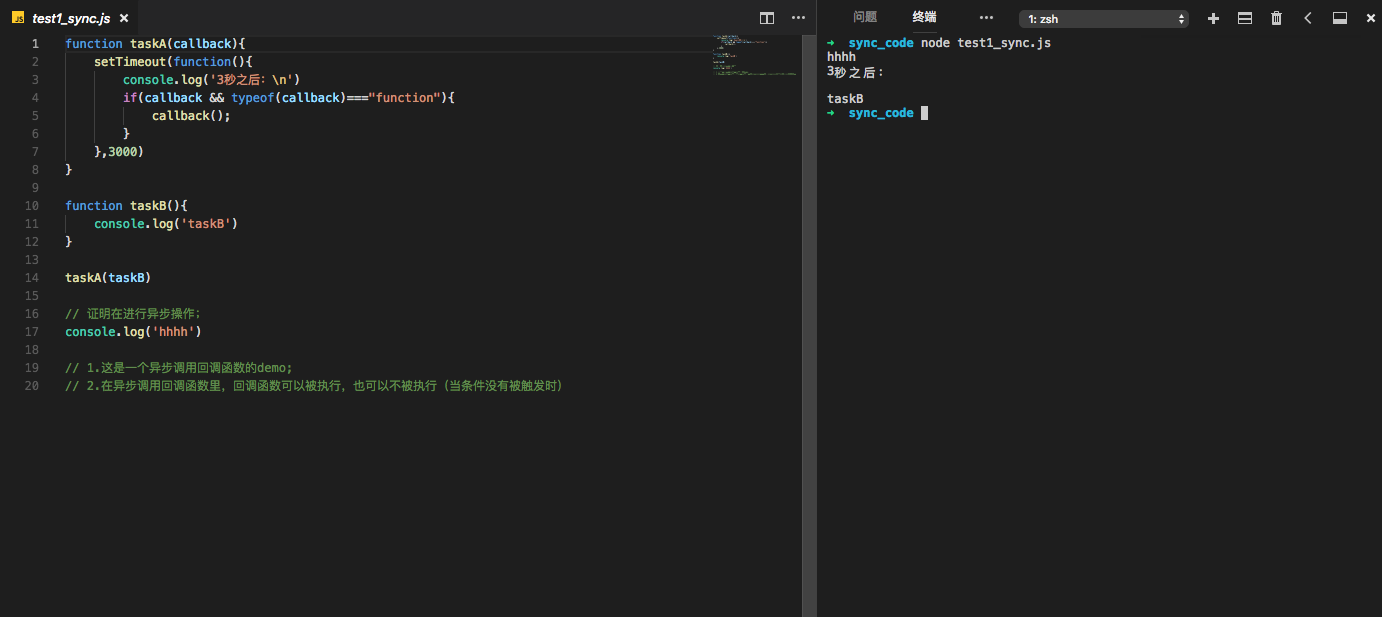 JS test1_sync.js ×
1 function taskA(callback){
2 setTimeout(function(){
3 console.log('3秒之后：\n')
4 if(callback && typeof(callback)==="function"){
5 callback();
6 }
7 },3000)
8 }
9
10 function taskB(){
11 console.log('taskB')
12 }
13
14 taskA(taskB)
15
16 // 证明在进行异步操作；
17 console.log('hhhh')
18
19 // 1.这是一个异步调用回调函数的demo；
20 // 2.在异步调用回调函数里，回调函数可以被执行，也可以不被执行（当条件没有被触发时）
问题 终端 ••• 1: zsh
➜ sync_code node test1_sync.js
hhhh
3秒之后：
taskB
➜ sync_code